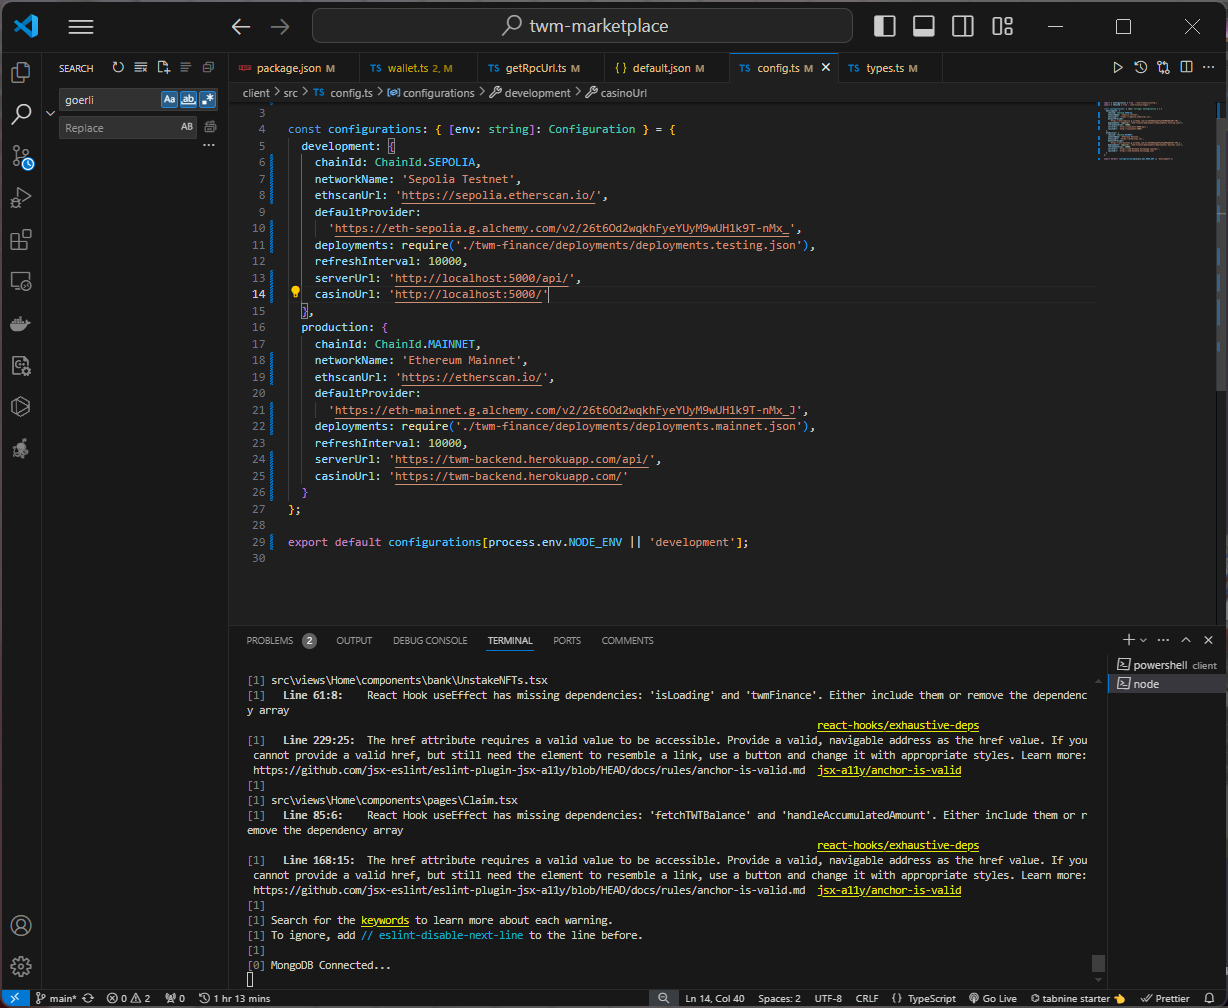 twm-marketplace
SEARCH
goerli
Aa
ab
Replace
AB
package.json M
TS wallet.ts 2, M
TS getRpcUrl.ts M
{ } default.json M
TS config.ts M
TS types.ts M
client > src > TS config.ts > configurations > development > casinoUrl
3
4 const configurations: { [env: string]: Configuration } = {
5 development: {
6 chainId: ChainId.SEPOLIA,
7 networkName: 'Sepolia Testnet',
8 ethscanUrl: 'https://sepolia.etherscan.io/',
9 defaultProvider:
10 'https://eth-sepolia.g.alchemy.com/v2/26t6Od2wqkhFyeYUyM9wUH1k9T-nMx_',
11 deployments: require('./twm-finance/deployments/deployments.testing.json'),
12 refreshInterval: 10000,
13 serverUrl: 'http://localhost:5000/api/',
14 casinoUrl: 'http://localhost:5000/'
15 },
16 production: {
17 chainId: ChainId.MAINNET,
18 networkName: 'Ethereum Mainnet',
19 ethscanUrl: 'https://etherscan.io/',
20 defaultProvider:
21 'https://eth-mainnet.g.alchemy.com/v2/26t6Od2wqkhFyeYUyM9wUH1k9T-nMx_J',
22 deployments: require('./twm-finance/deployments/deployments.mainnet.json'),
23 refreshInterval: 10000,
24 serverUrl: 'https://twm-backend.herokuapp.com/api/',
25 casinoUrl: 'https://twm-backend.herokuapp.com/'
26 }
27 };
28
29 export default configurations[process.env.NODE_ENV || 'development'];
30
PROBLEMS 2 OUTPUT DEBUG CONSOLE TERMINAL PORTS COMMENTS
powershell client
node
[1] src\views\Home\components\bank\UnstakeNFTs.tsx
[1] Line 61:8: React Hook useEffect has missing dependencies: 'isLoading' and 'twmFinance'. Either include them or remove the dependenc
y array
react-hooks/exhaustive-deps
[1] Line 229:25: The href attribute requires a valid value to be accessible. Provide a valid, navigable address as the href value. If you
cannot provide a valid href, but still need the element to resemble a link, use a button and change it with appropriate styles. Learn more:
https://github.com/jsx-eslint/eslint-plugin-jsx-a11y/blob/HEAD/docs/rules/anchor-is-valid.md jsx-a11y/anchor-is-valid
[1]
[1] src\views\Home\components\pages\Claim.tsx
[1] Line 85:6: React Hook useEffect has missing dependencies: 'fetchTWTBalance' and 'handleAccumulatedAmount'. Either include them or r
emove the dependency array
react-hooks/exhaustive-deps
[1] Line 168:15: The href attribute requires a valid value to be accessible. Provide a valid, navigable address as the href value. If you
cannot provide a valid href, but still need the element to resemble a link, use a button and change it with appropriate styles. Learn more:
https://github.com/jsx-eslint/eslint-plugin-jsx-a11y/blob/HEAD/docs/rules/anchor-is-valid.md jsx-a11y/anchor-is-valid
[1]
[1] Search for the keywords to learn more about each warning.
[1] To ignore, add // eslint-disable-next-line to the line before.
[1]
[0] MongoDB Connected...
main* 0 2 0 1 hr 13 mins Ln 14, Col 40 Spaces: 2 UTF-8 CRLF { } TypeScript Go Live tabnine starter Prettier